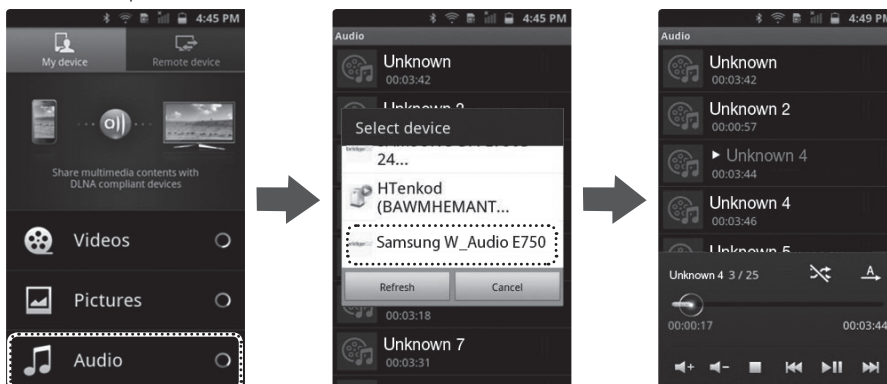 4:45 PM
My device
Remote device
Share multimedia contents with
DLNA compliant devices
Videos
Pictures
Audio
4:45 PM
Audio
Unknown
00:03:42
Unknown 2
Select device
24...
HTenkod
(BAWMHEMANT...
Samsung W_Audio E750
Refresh
Cancel
00:03:18
Unknown 7
00:03:31
4:49 PM
Audio
Unknown
00:03:42
Unknown 2
00:00:57
Unknown 4
00:03:44
Unknown 4
00:03:46
Unknown 5
Unknown 4 3 / 25
A
00:00:17
00:03:44